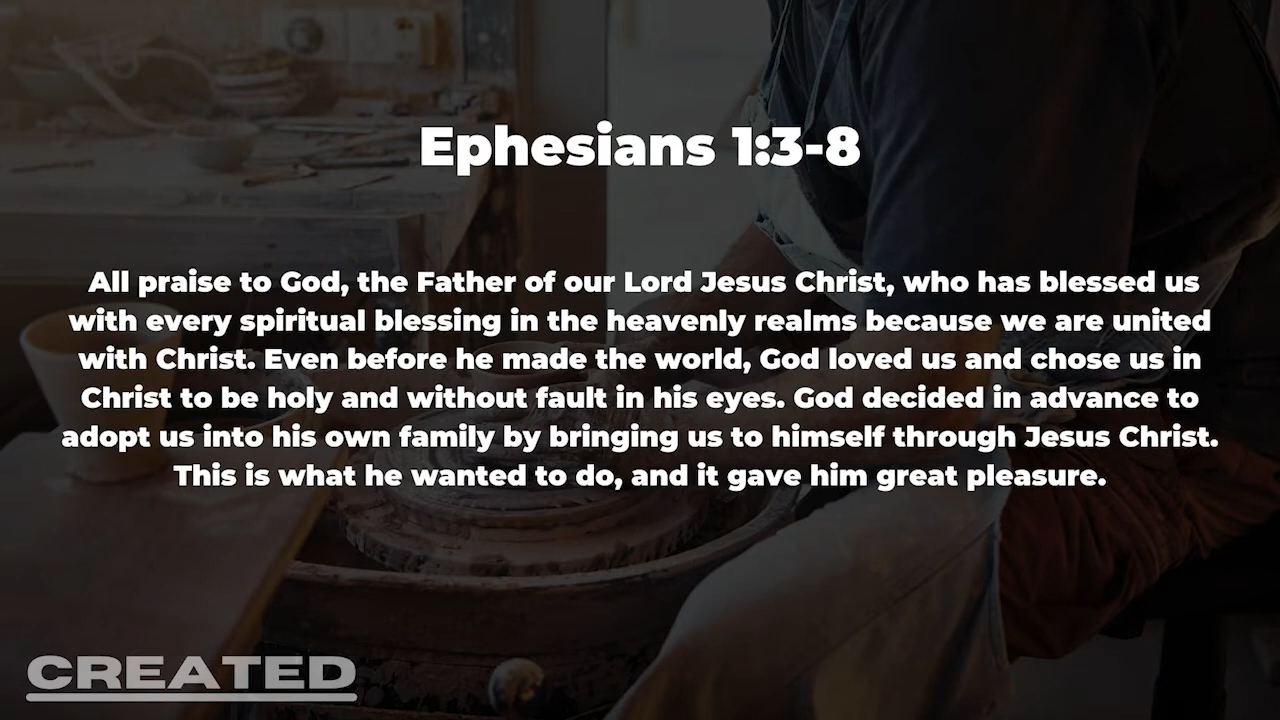 Ephesians 1:3-8
All praise to God, the Father of our Lord Jesus Christ, who has blessed us
with every spiritual blessing in the heavenly realms because we are united
with Christ. Even before he made the world, God loved us and chose us in
Christ to be holy and without fault in his eyes. God decided in advance to
adopt us into his own family by bringing us to himself through Jesus Christ.
This is what he wanted to do, and it gave him great pleasure.
CREATED